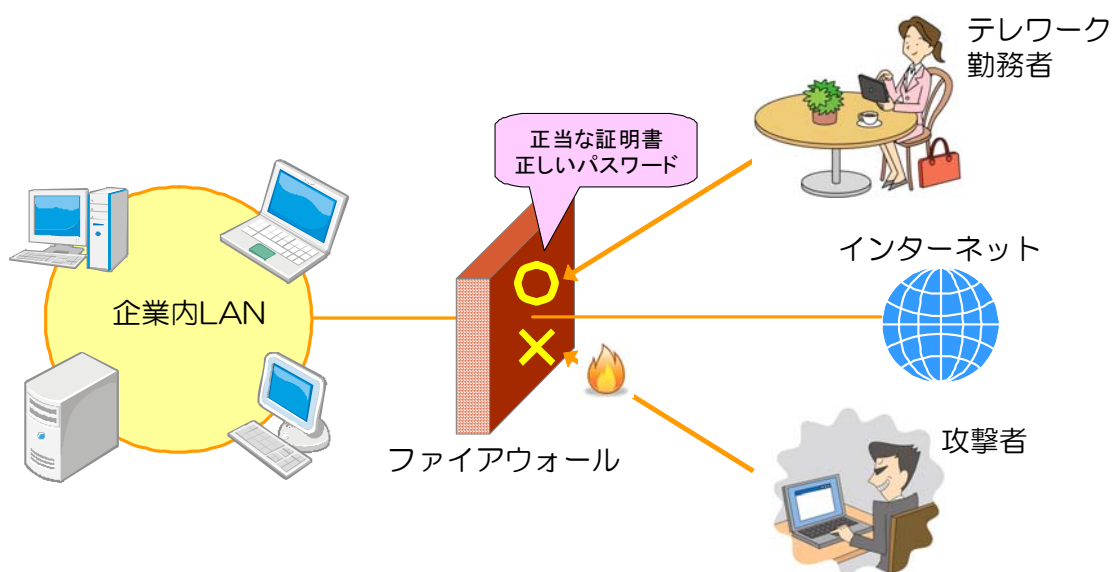 テレワーク
勤務者
正当な証明書
正しいパスワード
インターネット
企業内LAN
ファイアウォール
攻撃者